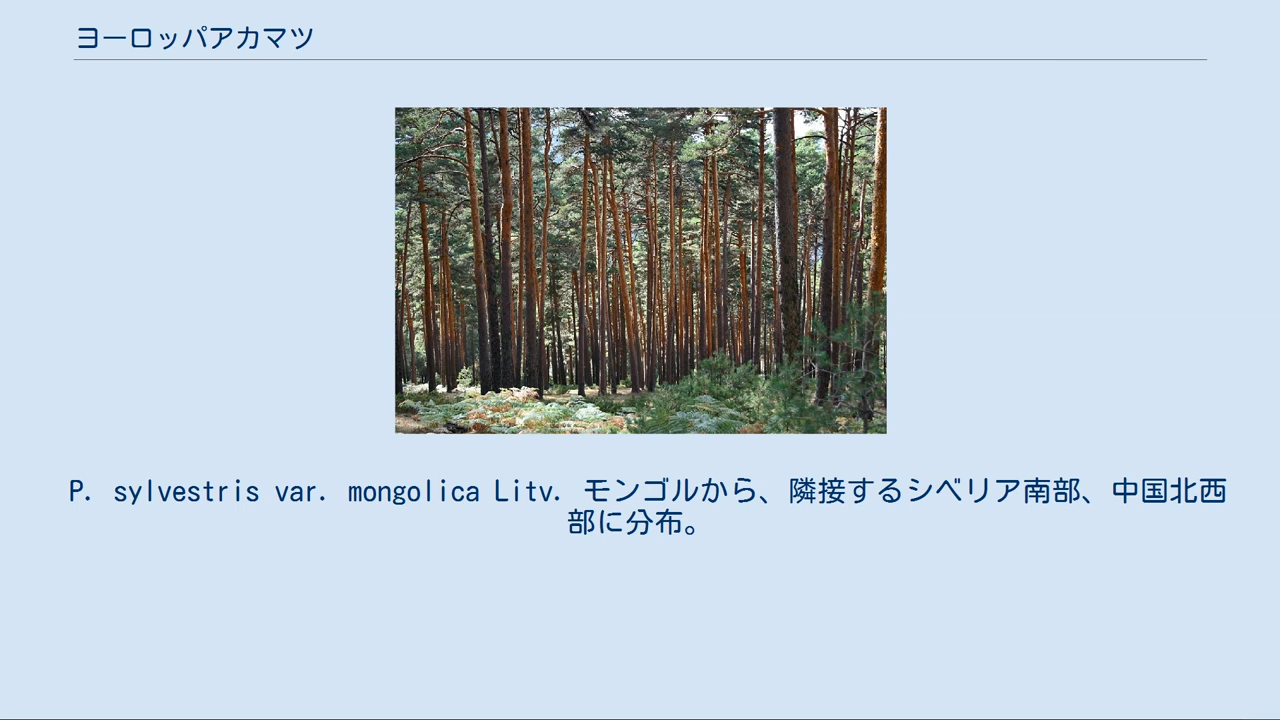 ヨーロッパアカマツ
P. sylvestris var. mongolica Litv. モンゴルから、隣接するシベリア南部、中国北西
部に分布。